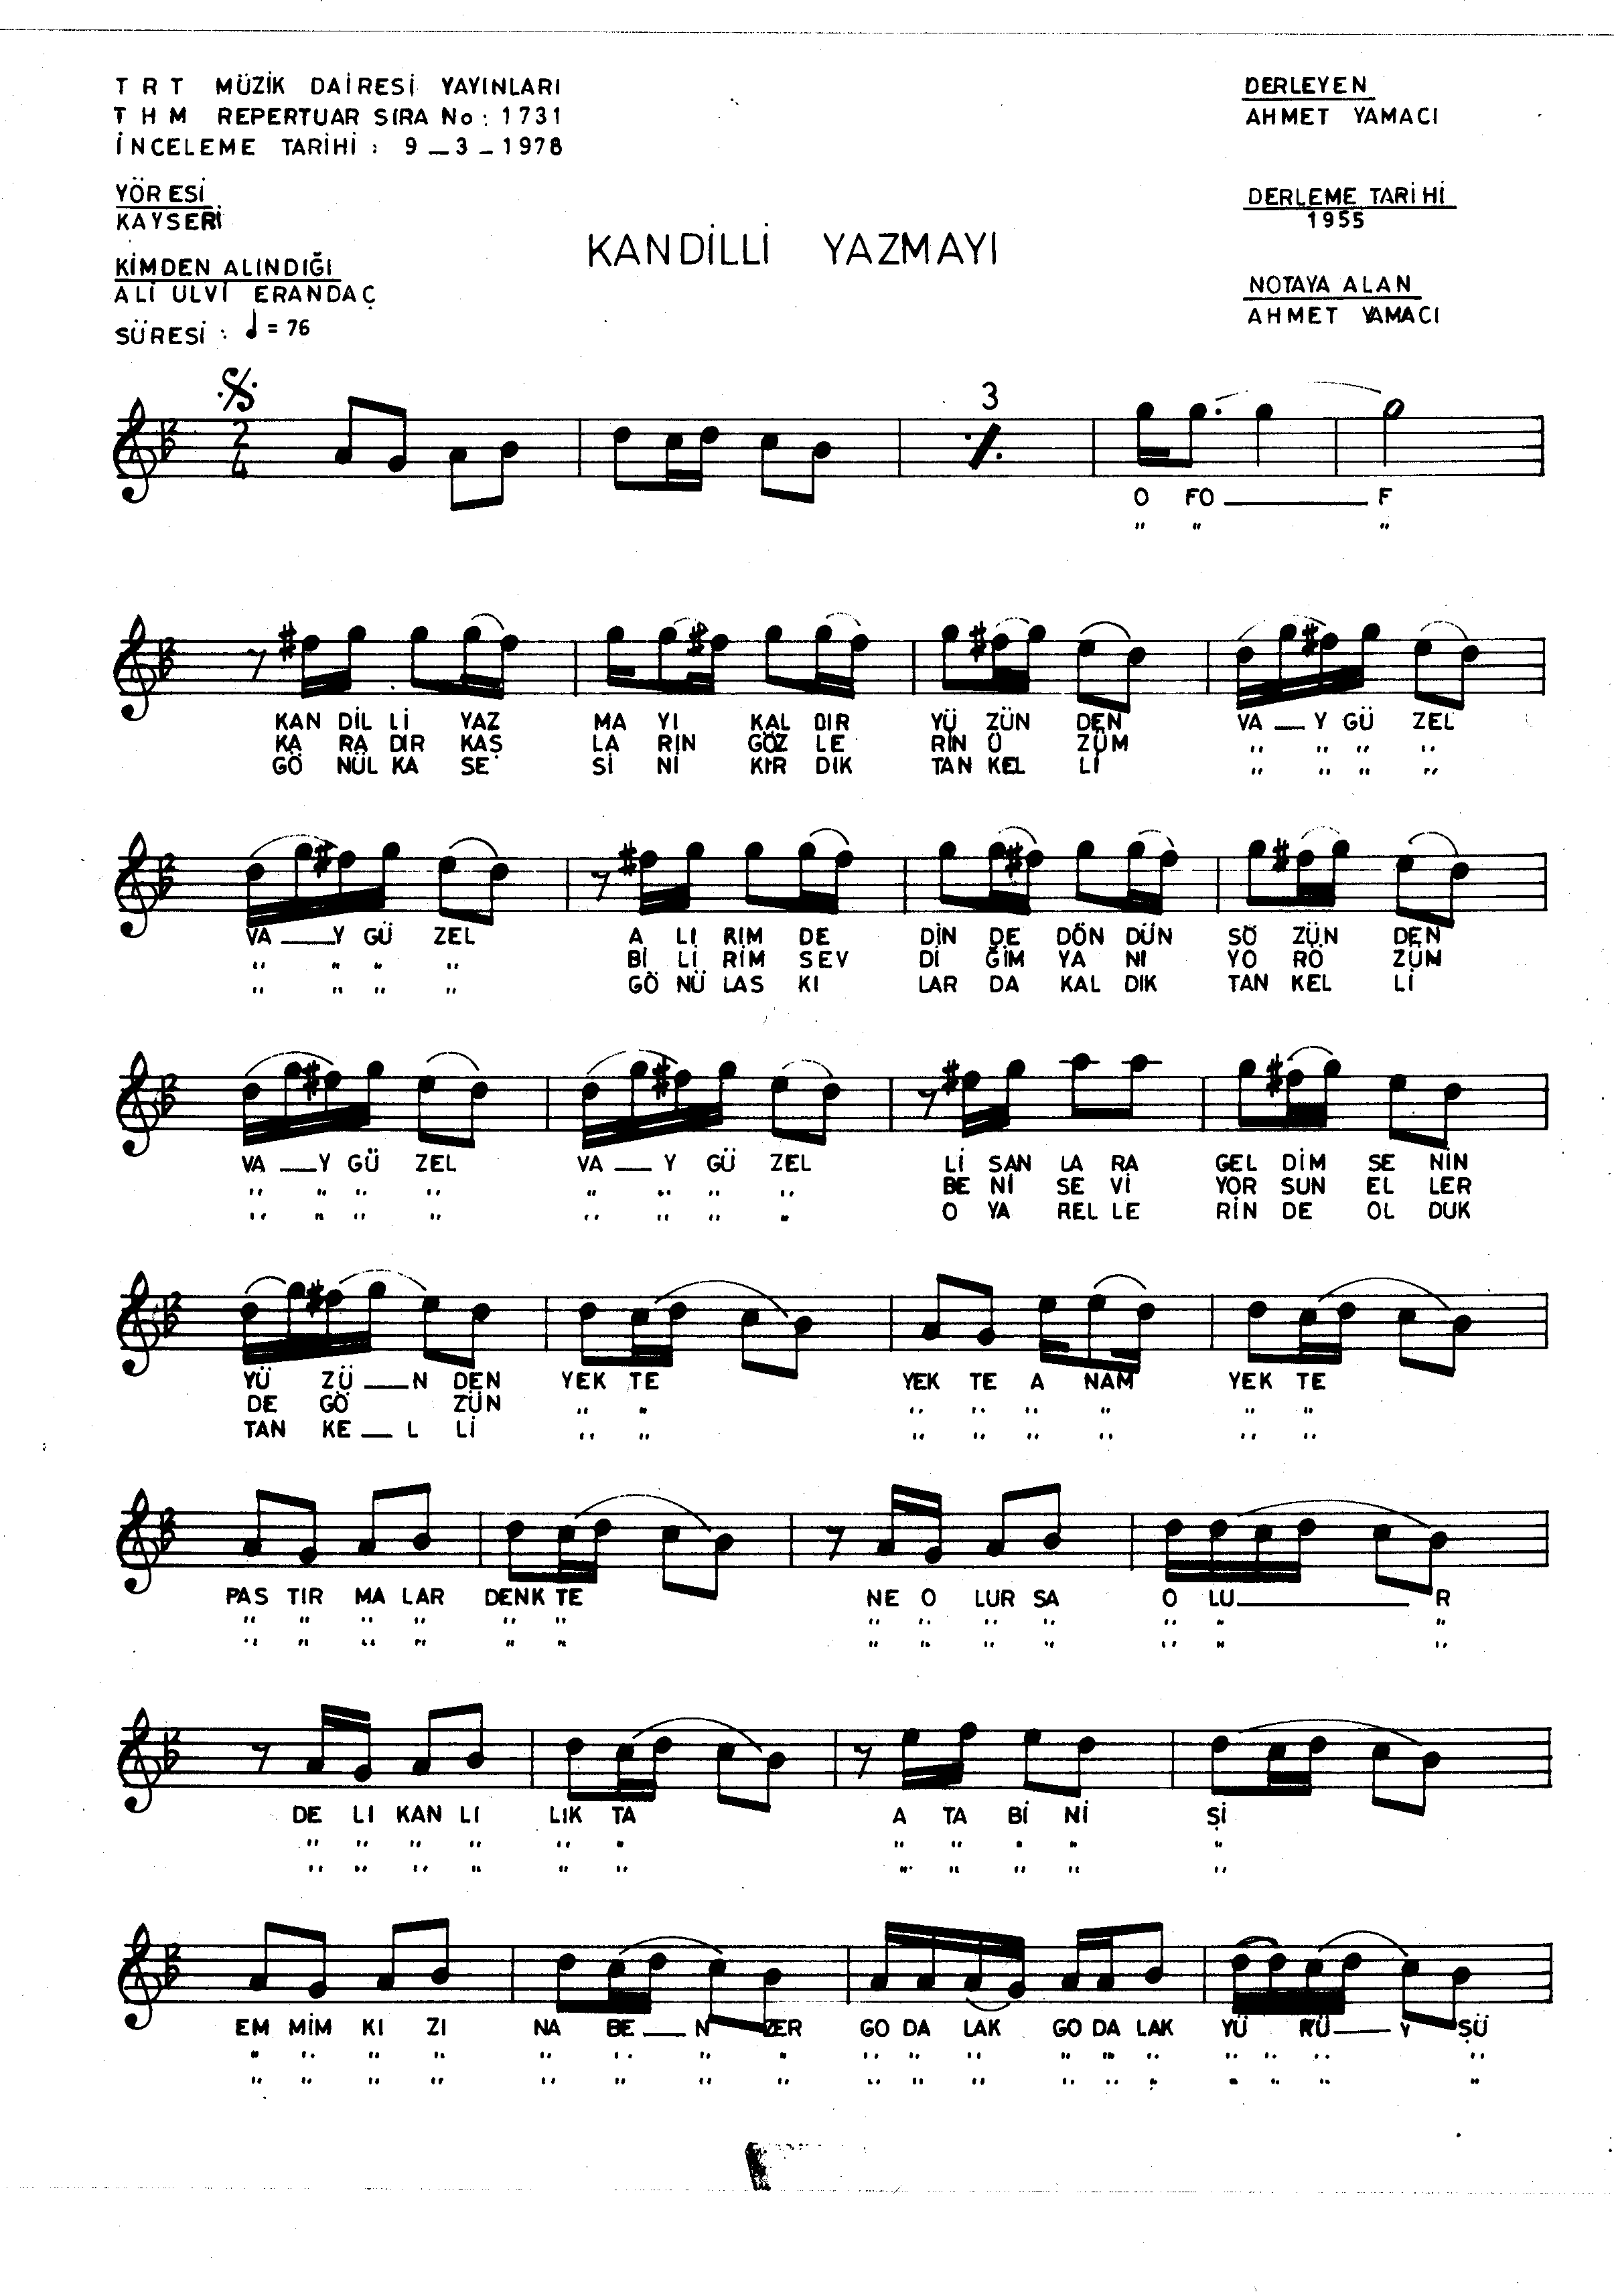 T R T MÜZİK DAİRESİ YAYINLARI
T H M REPERTUAR SIRA No : 1731
İNCELEME TARİHİ : 9 _ 3 _ 1978
DERLEYEN
AHMET YAMACI
YÖRESİ
KAYSERİ
DERLEME TARİHİ
1955
KANDİLLİ YAZMAYI
KİMDEN ALINDIĞI
ALİ ULVİ ERANDAÇ
NOTAYA ALAN
AHMET YAMACI
SÜRESİ : ♩ = 76
2
4
3
O FO ______ F
" " "
KAN DİL Lİ YAZ MA YI KAL DIR YÜ ZÜN DEN VA __ Y GÜ ZEL
KA RA DIR KAŞ LA RIN GÖZ LE RİN Ü ZÜM " " " "
GÖ NÜL KA SE Sİ Nİ KIR DIK TAN KEL Lİ " " " "
VA __ Y GÜ ZEL A LI RIM DE DİN DE DÖN DÜN SÖ ZÜN DEN
" " " " Bİ Lİ RİM SEV Dİ ĞİM YA NI YO RÖ ZÜM
" " " " GÖ NÜ LAS KI LAR DA KAL DIK TAN KEL Lİ
VA __ Y GÜ ZEL VA __ Y GÜ ZEL Lİ SAN LA RA GEL DİM SE NİN
" " " " " " " " BE Nİ SE Vİ YOR SUN EL LER
" " " " " " " " O YA REL LE RİN DE OL DUK
YÜ ZÜ __ N DEN YEK TE YEK TE A NAM YEK TE
DE GÖ ZÜN " " " " " " " "
TAN KE __ L Lİ " " " " " " " "
PAS TIR MA LAR DENK TE NE O LUR SA O LU ______ R
" " " " " " " " " " " " "
" " " " " " " " " " " " "
DE LI KAN LI LIK TA A TA Bİ Nİ Şİ
" " " " " " " " " " "
" " " " " " " " " " "
EM MİM KI ZI NA BE __ N ZER GO DA LAK GO DA LAK YÜ RÜ __ Y ŞÜ
" " " " " " " " " " " " " " " " " "
" " " " " " " " " " " " " " " " " "